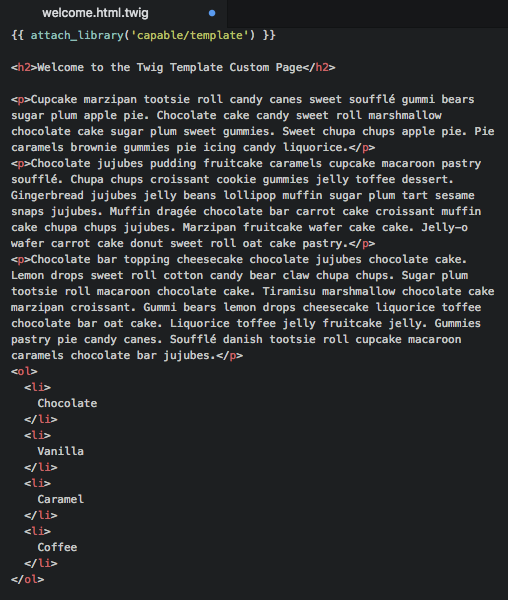 welcome.html.twig
{{ attach_library('capable/template') }}
<h2>Welcome to the Twig Template Custom Page</h2>
<p>Cupcake marzipan tootsie roll candy canes sweet soufflé gummi bears
sugar plum apple pie. Chocolate cake candy sweet roll marshmallow
chocolate cake sugar plum sweet gummies. Sweet chupa chups apple pie. Pie
caramels brownie gummies pie icing candy liquorice.</p>
<p>Chocolate jujubes pudding fruitcake caramels cupcake macaroon pastry
soufflé. Chupa chups croissant cookie gummies jelly toffee dessert.
Gingerbread jujubes jelly beans lollipop muffin sugar plum tart sesame
snaps jujubes. Muffin dragée chocolate bar carrot cake croissant muffin
cake chupa chups jujubes. Marzipan fruitcake wafer cake cake. Jelly-o
wafer carrot cake donut sweet roll oat cake pastry.</p>
<p>Chocolate bar topping cheesecake chocolate jujubes chocolate cake.
Lemon drops sweet roll cotton candy bear claw chupa chups. Sugar plum
tootsie roll macaroon chocolate cake. Tiramisu marshmallow chocolate cake
marzipan croissant. Gummi bears lemon drops cheesecake liquorice toffee
chocolate bar oat cake. Liquorice toffee jelly fruitcake jelly. Gummies
pastry pie candy canes. Soufflé danish tootsie roll cupcake macaroon
caramels chocolate bar jujubes.</p>
<ol>
<li>
Chocolate
</li>
<li>
Vanilla
</li>
<li>
Caramel
</li>
<li>
Coffee
</li>
</ol>